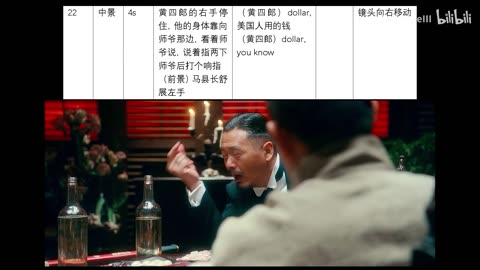 22
中景
4s
黄四郎的右手停
住，他的身体靠向
师爷那边，看着师
爷说，说着指两下
师爷后打个响指
（前景）马县长舒
展左手
（黄四郎）dollar,
美国人用的钱
（黄四郎）dollar,
you know
镜头向右移动
bilibili